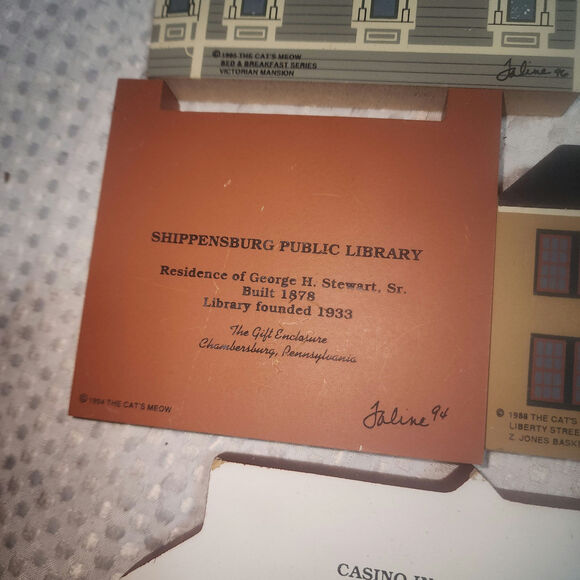 © 1995 THE CAT'S MEOW
BED & BREAKFAST SERIES
VICTORIAN MANSION
Faline 96
SHIPPENSBURG PUBLIC LIBRARY
Residence of George H. Stewart, Sr.
Built 1878
Library founded 1933
The Gift Enclosure
Chambersburg, Pennsylvania
© 1994 THE CAT'S MEOW
Faline 94
© 1988 THE CAT'S
LIBERTY STREE
Z. JONES BASK
CASINO